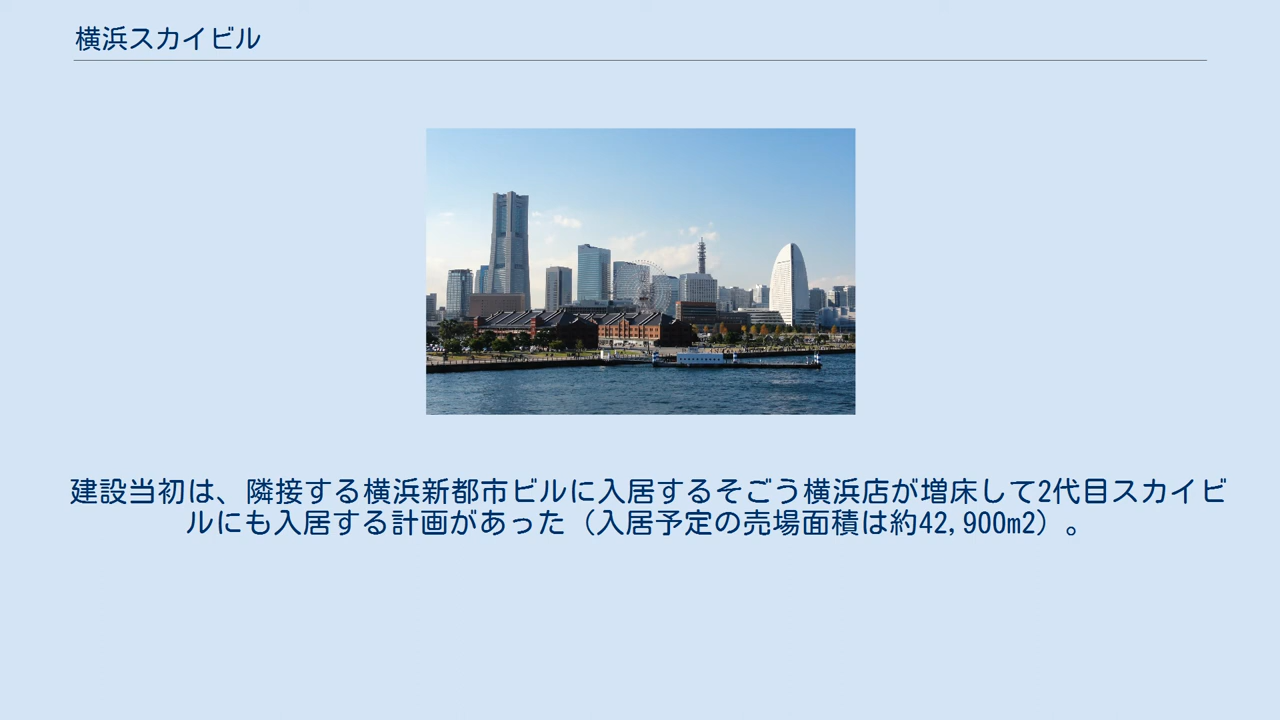 横浜スカイビル
建設当初は、隣接する横浜新都市ビルに入居するそごう横浜店が増床して2代目スカイビ
ルにも入居する計画があった（入居予定の売場面積は約42,900m2）。